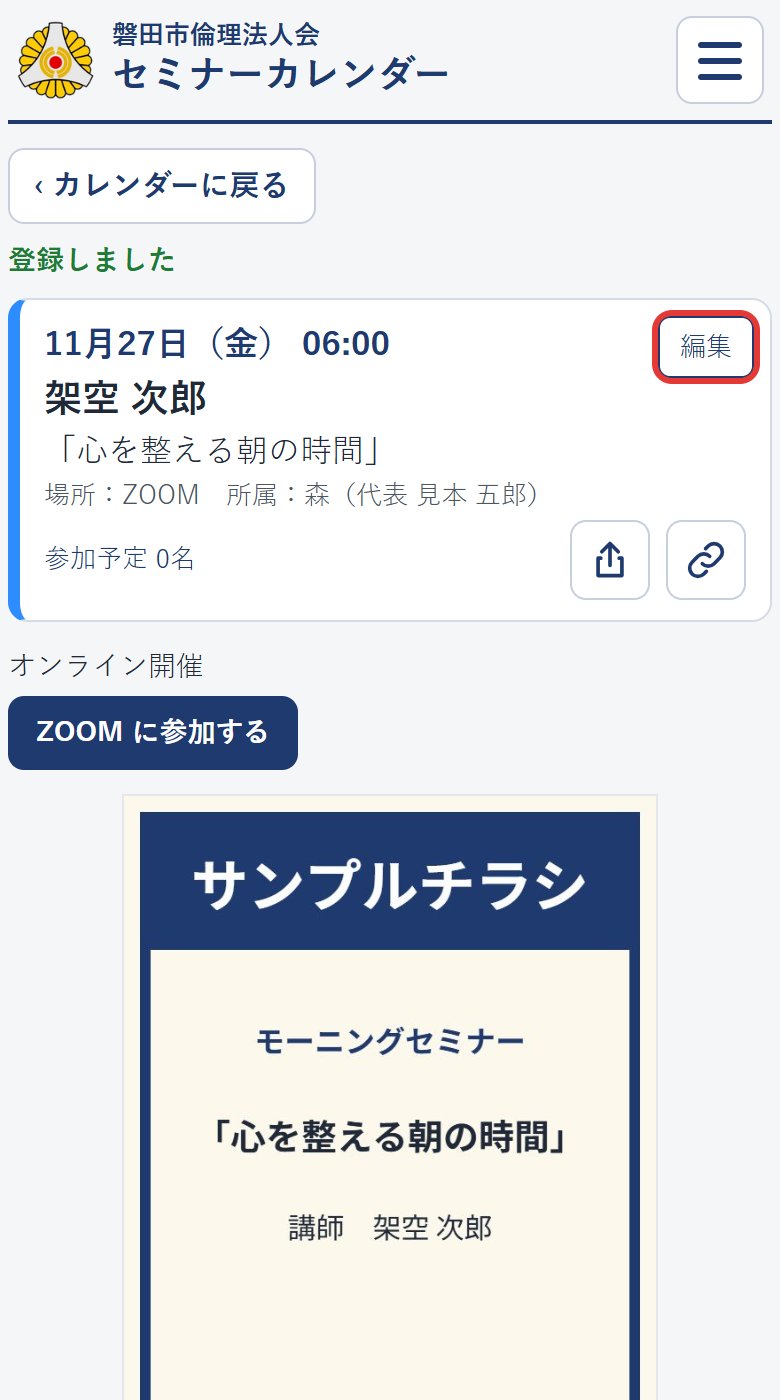 磐田市倫理法人会
セミナーカレンダー
‹ カレンダーに戻る
登録しました
11月27日（金） 06:00
編集
架空 次郎
「心を整える朝の時間」
場所：ZOOM　所属：森（代表 見本 五郎）
参加予定 0名
オンライン開催
ZOOM に参加する
サンプルチラシ
モーニングセミナー
「心を整える朝の時間」
講師　架空 次郎